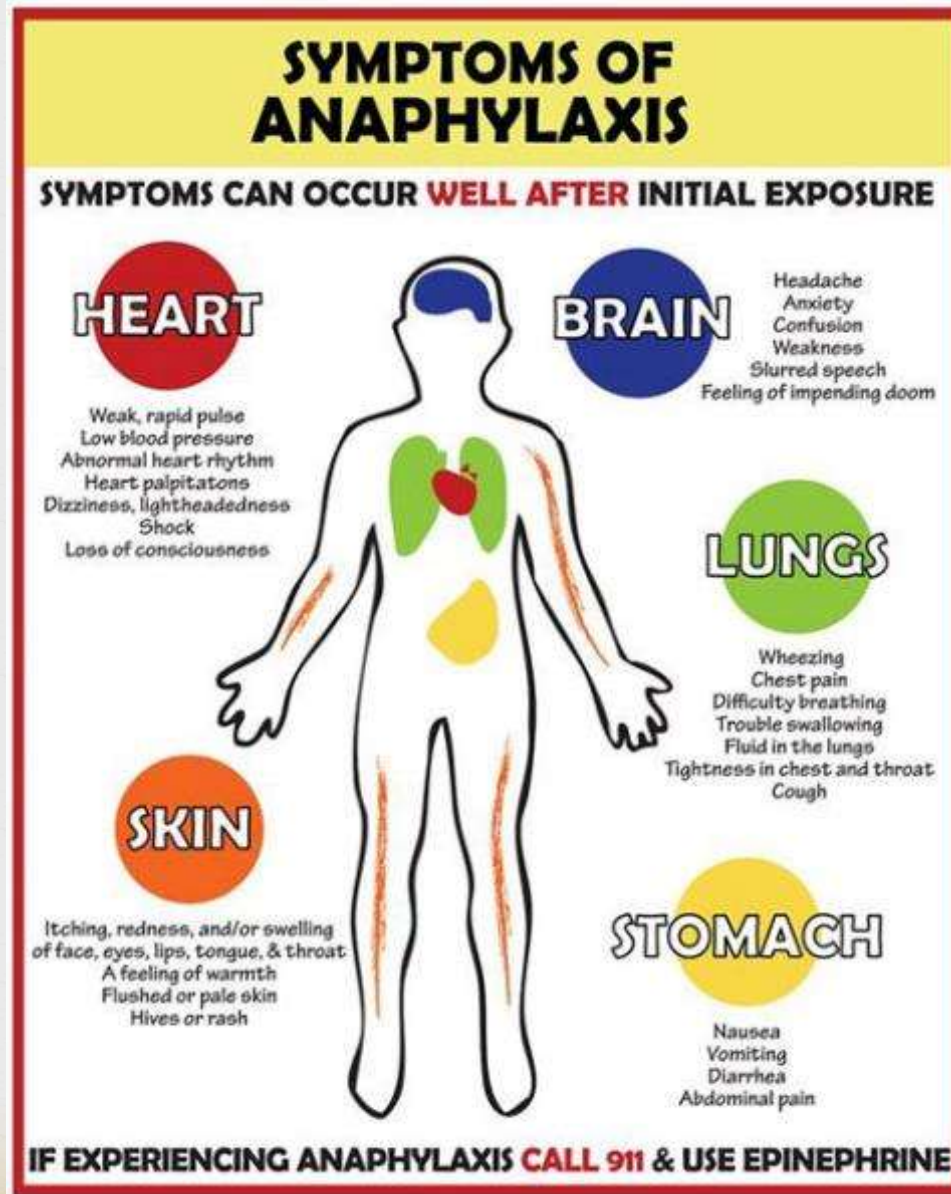 SYMPTOMS OF
ANAPHYLAXIS
SYMPTOMS CAN OCCUR WELL AFTER INITIAL EXPOSURE
HEART
Weak, rapid pulse
Low blood pressure
Abnormal heart rhythm
Heart palpitatons
Dizziness, lightheadedness
Shock
Loss of consciousness
BRAIN
Headache
Anxiety
Confusion
Weakness
Slurred speech
Feeling of impending doom
LUNGS
Wheezing
Chest pain
Difficulty breathing
Trouble swallowing
Fluid in the lungs
Tightness in chest and throat
Cough
SKIN
Itching, redness, and/or swelling
of face, eyes, lips, tongue, & throat
A feeling of warmth
Flushed or pale skin
Hives or rash
STOMACH
Nausea
Vomiting
Diarrhea
Abdominal pain
IF EXPERIENCING ANAPHYLAXIS CALL 911 & USE EPINEPHRINE